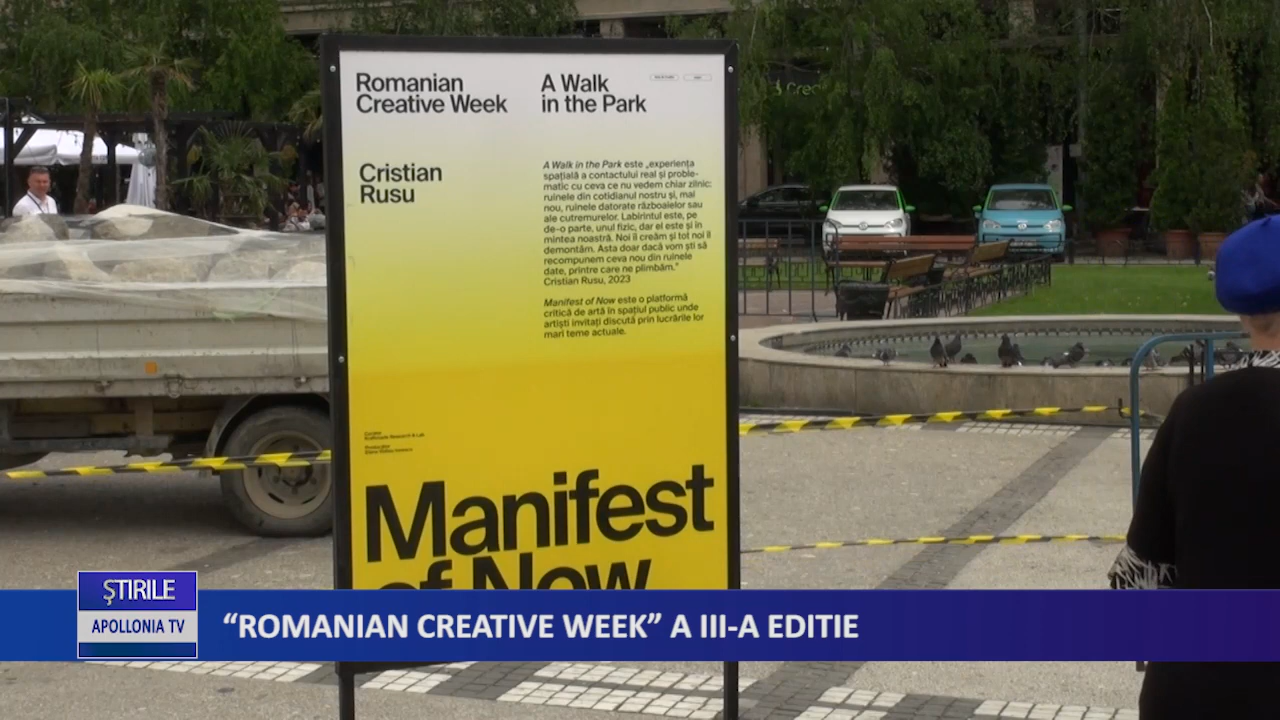 Romanian
Creative Week
A Walk
in the Park
Cristian
Rusu
A Walk in the Park este „experiența
spațială a contactului real și proble-
matic cu ceva ce nu vedem chiar zilnic:
ruinele din cotidianul nostru și, mai
nou, ruinele datorate războaielor sau
ale cutremurelor. Labirintul este, pe
de-o parte, unul fizic, dar el este și în
mintea noastră. Noi îl creăm și tot noi îl
demontăm. Asta doar dacă vom ști să
recompunem ceva nou din ruinele
date, printre care ne plimbăm."
Cristian Rusu, 2023
Manifest of Now este o platformă
critică de artă în spațiul public unde
artiști invitați discută prin lucrările lor
mari teme actuale.
Manifest
of Now
ȘTIRILE
APOLLONIA TV
“ROMANIAN CREATIVE WEEK” A III-A EDITIE